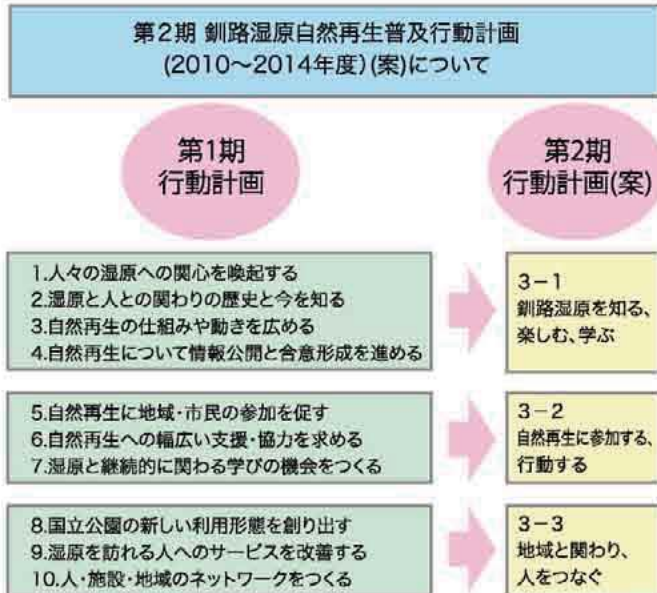 第2期 釧路湿原自然再生普及行動計画
(2010～2014年度)(案)について
第1期
行動計画
第2期
行動計画(案)
1.人々の湿原への関心を喚起する
2.湿原と人との関わりの歴史と今を知る
3.自然再生の仕組みや動きを広める
4.自然再生について情報公開と合意形成を進める
3－1
釧路湿原を知る、
楽しむ、学ぶ
5.自然再生に地域・市民の参加を促す
6.自然再生への幅広い支援・協力を求める
7.湿原と継続的に関わる学びの機会をつくる
3－2
自然再生に参加する、
行動する
8.国立公園の新しい利用形態を創り出す
9.湿原を訪れる人へのサービスを改善する
10.人・施設・地域のネットワークをつくる
3－3
地域と関わり、
人をつなぐ